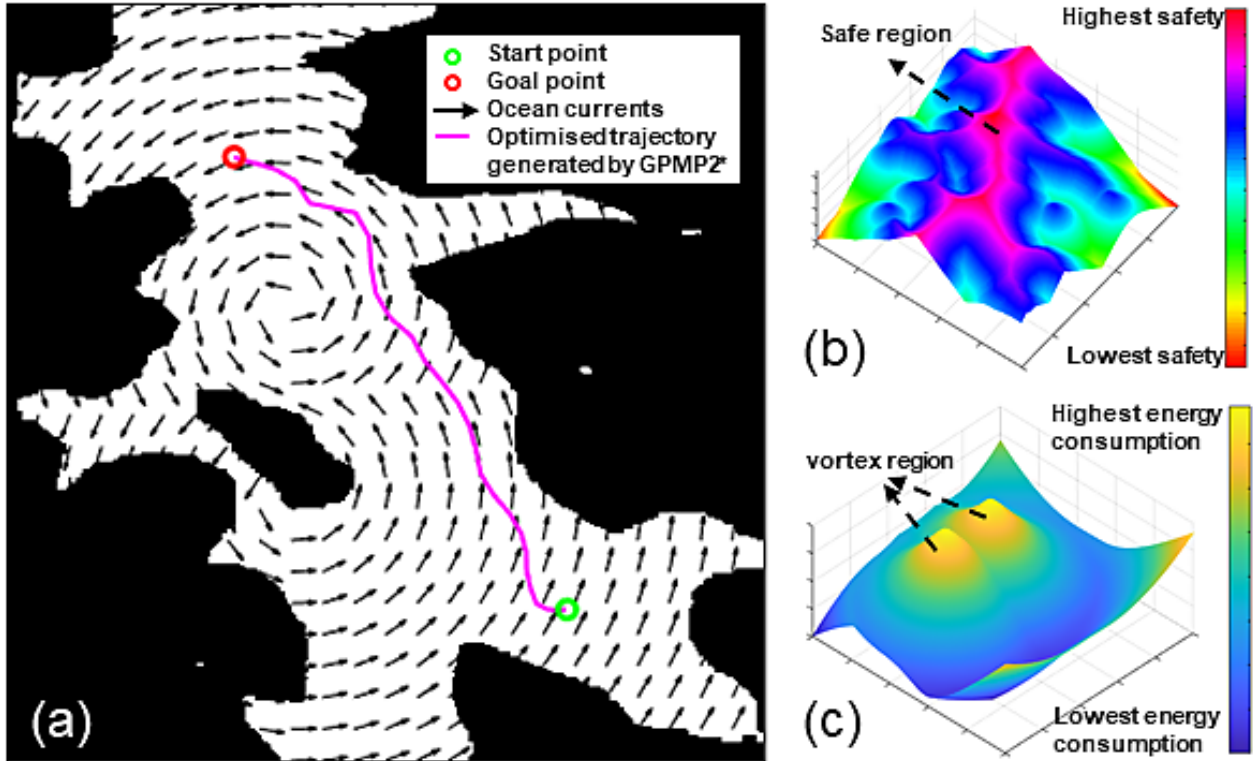 Start point
Goal point
Ocean currents
Optimised trajectory
generated by GPMP2*
(a)
Highest safety
Safe region
Lowest safety
(b)
Highest energy
consumption
vortex region
Lowest energy
consumption
(c)